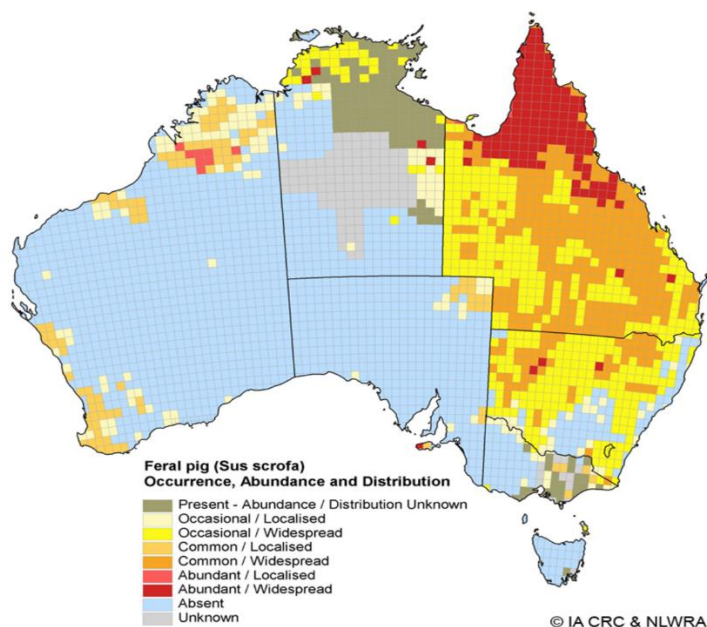 Feral pig (Sus scrofa)
Occurrence, Abundance and Distribution
Present - Abundance / Distribution Unknown
Occasional / Localised
Occasional / Widespread
Common / Localised
Common / Widespread
Abundant / Localised
Abundant / Widespread
Absent
Unknown
© IA CRC & NLWRA